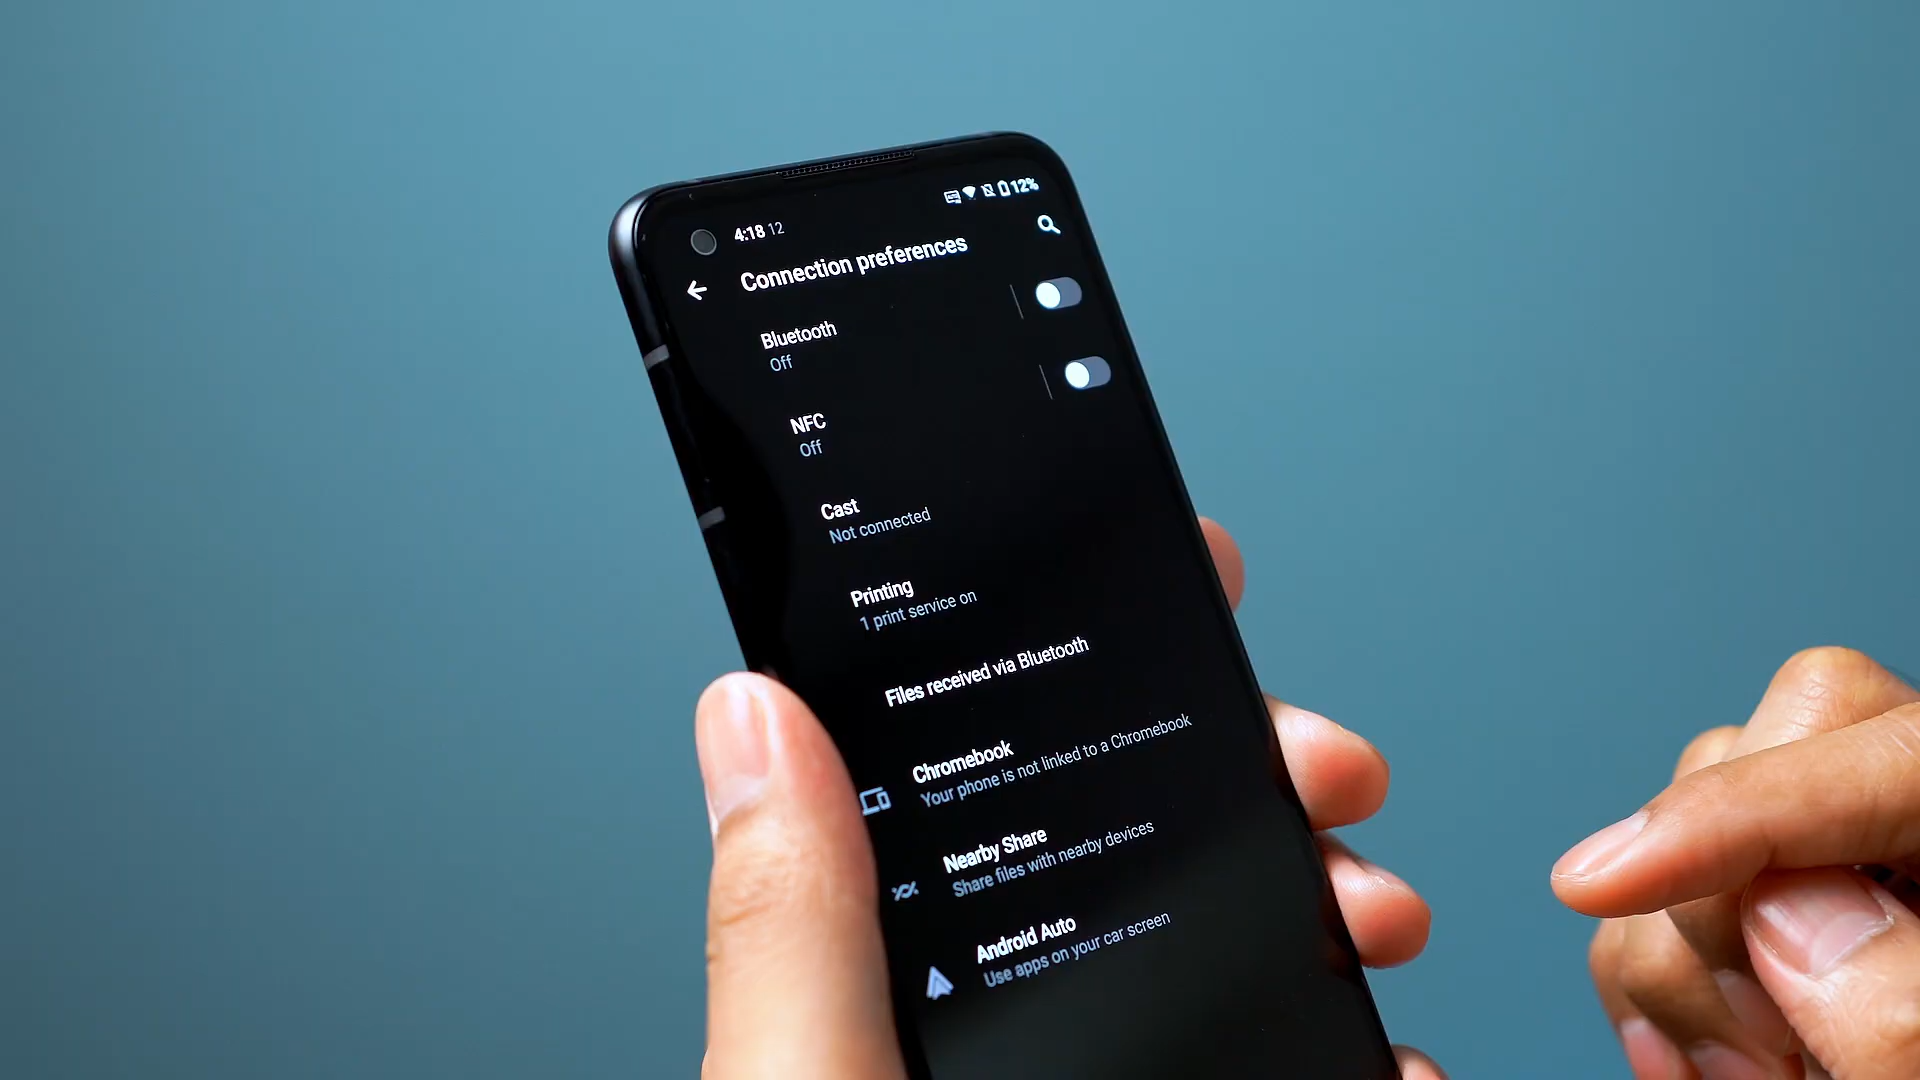 4:18 12 12%
Connection preferences
Bluetooth
Off
NFC
Off
Cast
Not connected
Printing
1 print service on
Files received via Bluetooth
Chromebook
Your phone is not linked to a Chromebook
Nearby Share
Share files with nearby devices
Android Auto
Use apps on your car screen